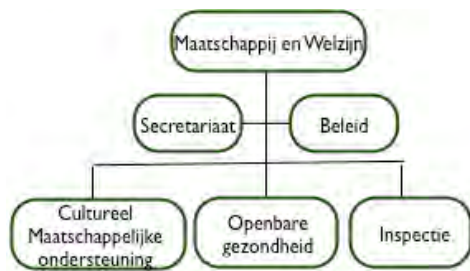 Maatschappij en Welzijn
Secretariaat
Beleid
Cultureel
Maatschappelijke
ondersteuning
Openbare
gezondheid
Inspectie